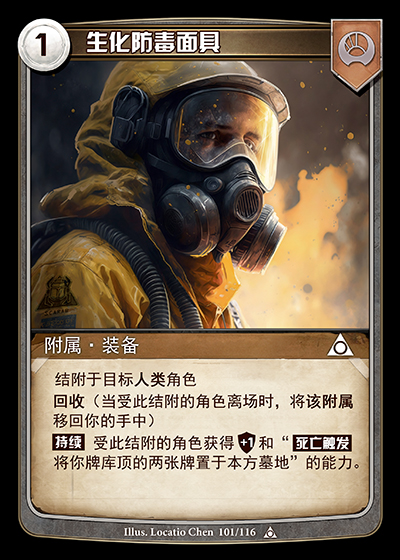 1
生化防毒面具
附属・装备
结附于目标人类角色
回收（当受此结附的角色离场时，将该附属
移回你的手中）
持续 受此结附的角色获得 +1 和“ 死亡触发
将你牌库顶的两张牌置于本方墓地”的能力。
Illus. Locatio Chen 101/116